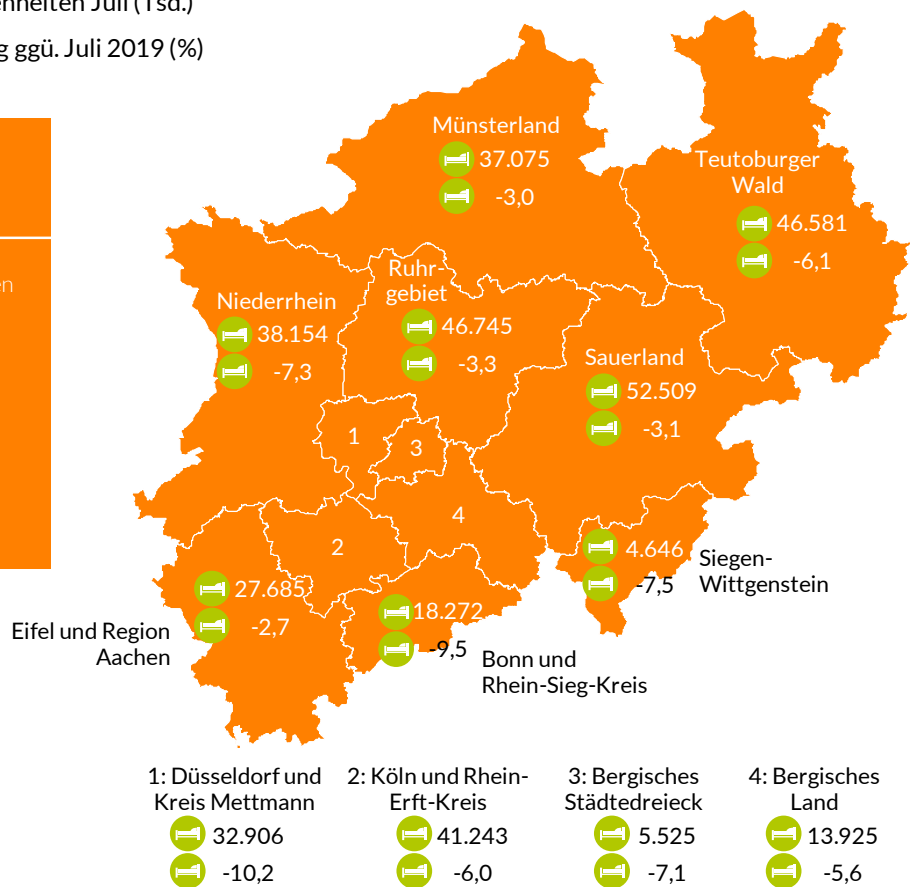 enheiten Juli (Tsd.)
g ggü. Juli 2019 (%)
en
Münsterland
37.075
-3,0
Teutoburger
Wald
46.581
-6,1
Ruhr-
gebiet
46.745
-3,3
Niederrhein
38.154
-7,3
Sauerland
52.509
-3,1
1
3
4
2
4.646
-7,5
Siegen-
Wittgenstein
27.685
-2,7
Eifel und Region
Aachen
18.272
-9,5
Bonn und
Rhein-Sieg-Kreis
1: Düsseldorf und
Kreis Mettmann
32.906
-10,2
2: Köln und Rhein-
Erft-Kreis
41.243
-6,0
3: Bergisches
Städtedreieck
5.525
-7,1
4: Bergisches
Land
13.925
-5,6